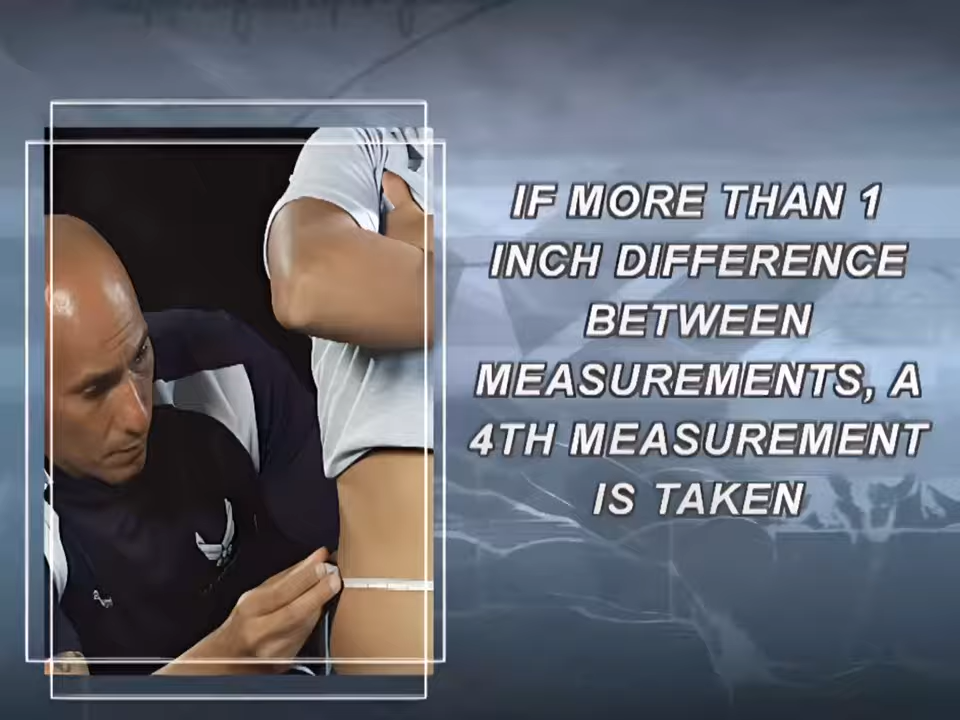 IF MORE THAN 1
INCH DIFFERENCE
BETWEEN
MEASUREMENTS, A
4TH MEASUREMENT
IS TAKEN